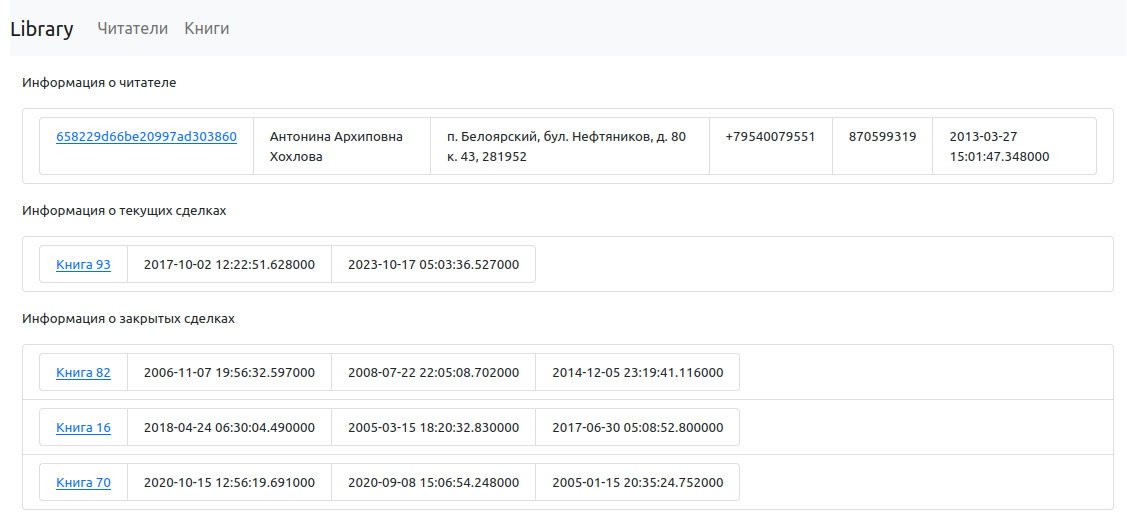 Library Читатели Книги
Информация о читателе
658229d66be20997ad303860 Антонина Архиповна Хохлова п. Белоярский, бул. Нефтяников, д. 80 к. 43, 281952 +79540079551 870599319 2013-03-27 15:01:47.348000
Информация о текущих сделках
Книга 93 2017-10-02 12:22:51.628000 2023-10-17 05:03:36.527000
Информация о закрытых сделках
Книга 82 2006-11-07 19:56:32.597000 2008-07-22 22:05:08.702000 2014-12-05 23:19:41.116000
Книга 16 2018-04-24 06:30:04.490000 2005-03-15 18:20:32.830000 2017-06-30 05:08:52.800000
Книга 70 2020-10-15 12:56:19.691000 2020-09-08 15:06:54.248000 2005-01-15 20:35:24.752000